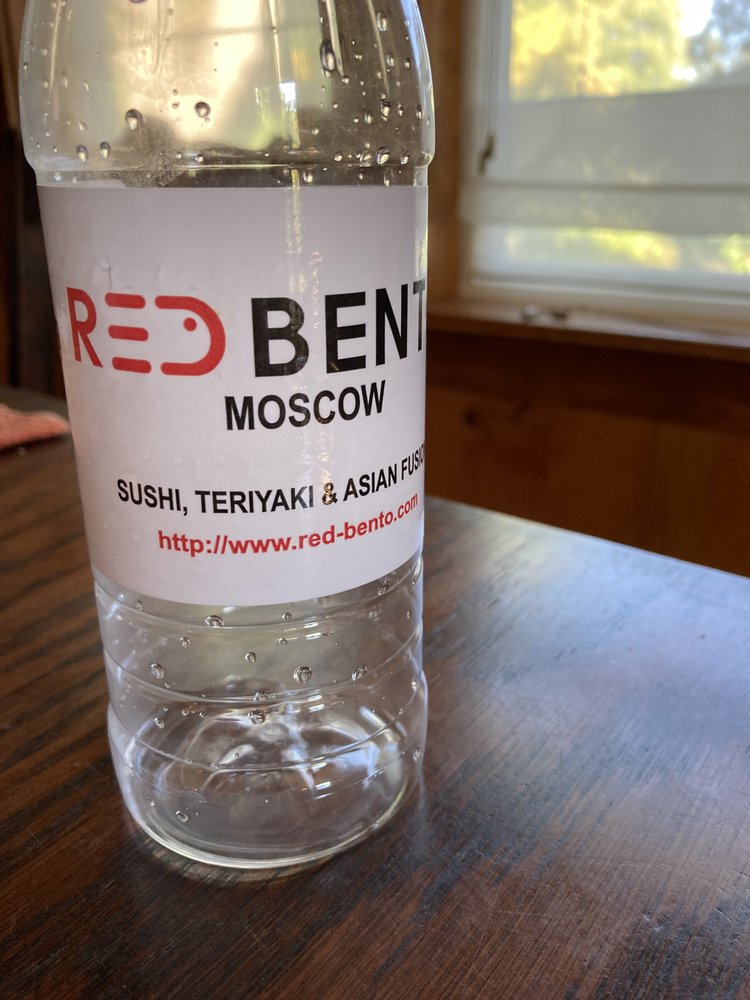 RED BENT
MOSCOW
SUSHI, TERIYAKI & ASIAN FUSIO
http://www.red-bento.com